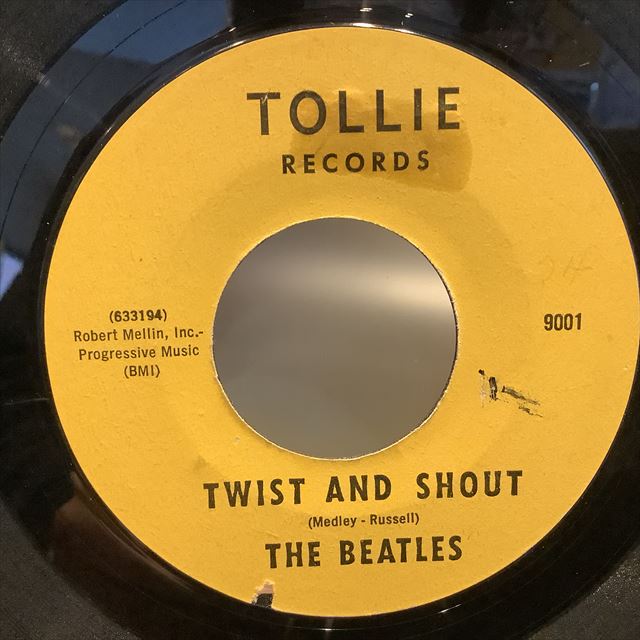 TOLLIE
RECORDS
(633194)
Robert Mellin, Inc.-
Progressive Music
(BMI)
9001
TWIST AND SHOUT
(Medley - Russell)
THE BEATLES